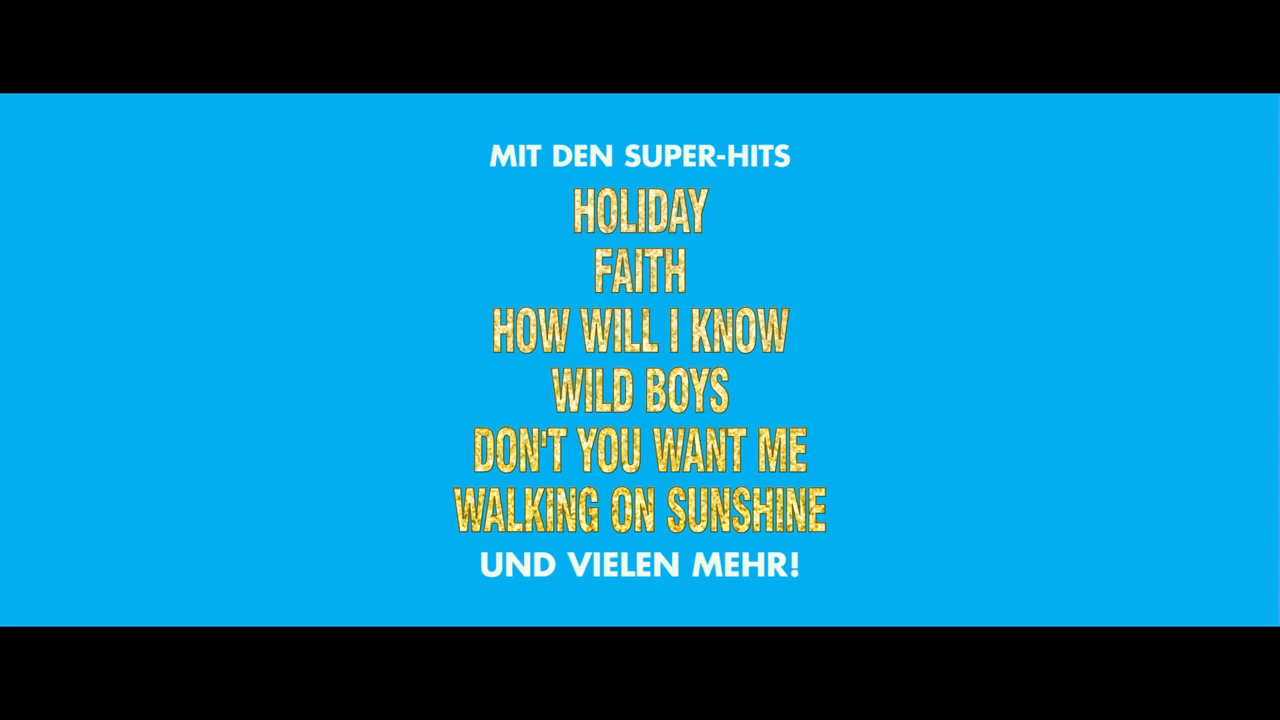 MIT DEN SUPER-HITS
HOLIDAY
FAITH
HOW WILL I KNOW
WILD BOYS
DON'T YOU WANT ME
WALKING ON SUNSHINE
UND VIELEN MEHR!